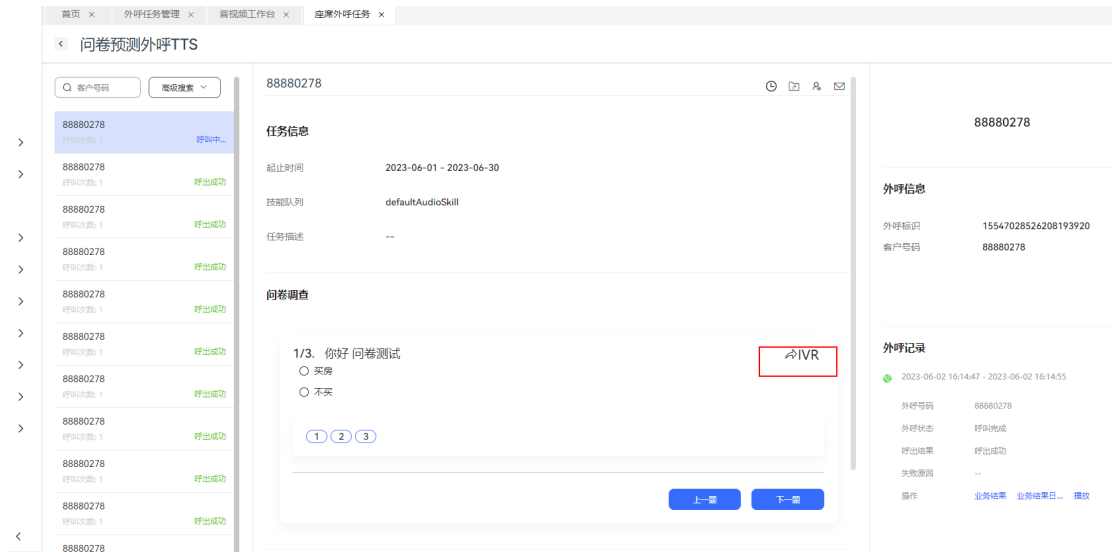 首页 × 外呼任务管理 × 音视频工作台 × 座席外呼任务 ×
问卷预测外呼TTS
客户号码 高级搜索
88880278
呼叫次数: 1 呼叫中...
88880278
呼叫次数: 1 呼出成功
88880278
呼叫次数: 1 呼出成功
88880278
呼叫次数: 1 呼出成功
88880278
呼叫次数: 1 呼出成功
88880278
呼叫次数: 1 呼出成功
88880278
呼叫次数: 1 呼出成功
88880278
呼叫次数: 1 呼出成功
88880278
呼叫次数: 1 呼出成功
88880278
呼叫次数: 1 呼出成功
88880278
88880278
任务信息
起止时间 2023-06-01 - 2023-06-30
技能队列 defaultAudioSkill
任务描述 --
问卷调查
1/3. 你好 问卷测试 IVR
买房
不买
1 2 3
上一题 下一题
88880278
外呼信息
外呼标识 15547028526208193920
客户号码 88880278
外呼记录
2023-06-02 16:14:47 - 2023-06-02 16:14:55
外呼号码 88880278
外呼状态 呼叫完成
呼出结果 呼出成功
失败原因 --
操作 业务结果 业务结果日... 播放